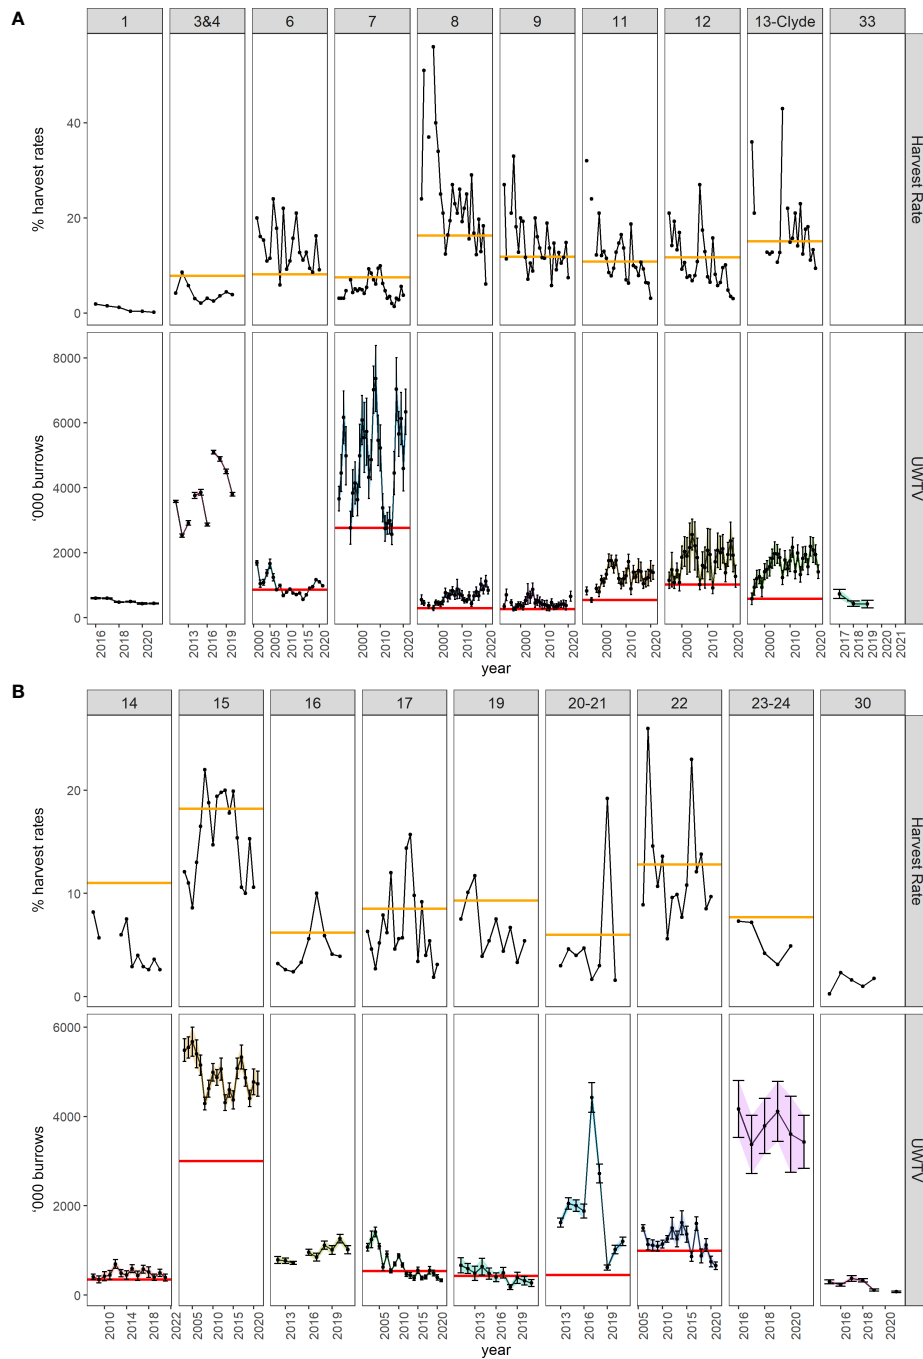 A
1 3&4 6 7 8 9 11 12 13-Clyde 33
% harvest rates
40
20
0
Harvest Rate
'000 burrows
8000
6000
4000
2000
0
UWTV
2016 2018 2020 2013 2016 2019 2000 2005 2010 2015 2020 2000 2010 2020 2000 2010 2020 2000 2010 2020 2000 2010 2020 2000 2010 2020 2000 2010 2020 2017 2018 2019 2020 2021
year
B
14 15 16 17 19 20-21 22 23-24 30
% harvest rates
20
10
0
Harvest Rate
'000 burrows
6000
4000
2000
0
UWTV
2010 2014 2018 2022 2005 2010 2015 2020 2013 2016 2019 2005 2010 2015 2020 2013 2016 2019 2013 2016 2019 2005 2010 2015 2020 2016 2018 2020 2016 2018 2020
year